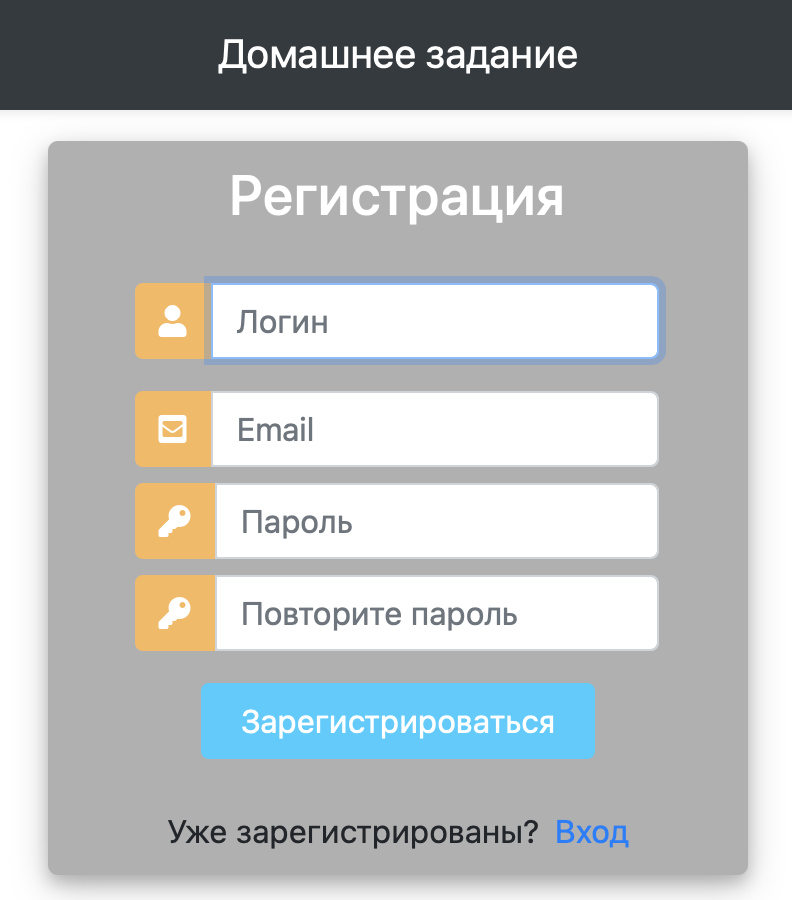 Домашнее задание
Регистрация
Логин
Email
Пароль
Повторите пароль
Зарегистрироваться
Уже зарегистрированы? Вход